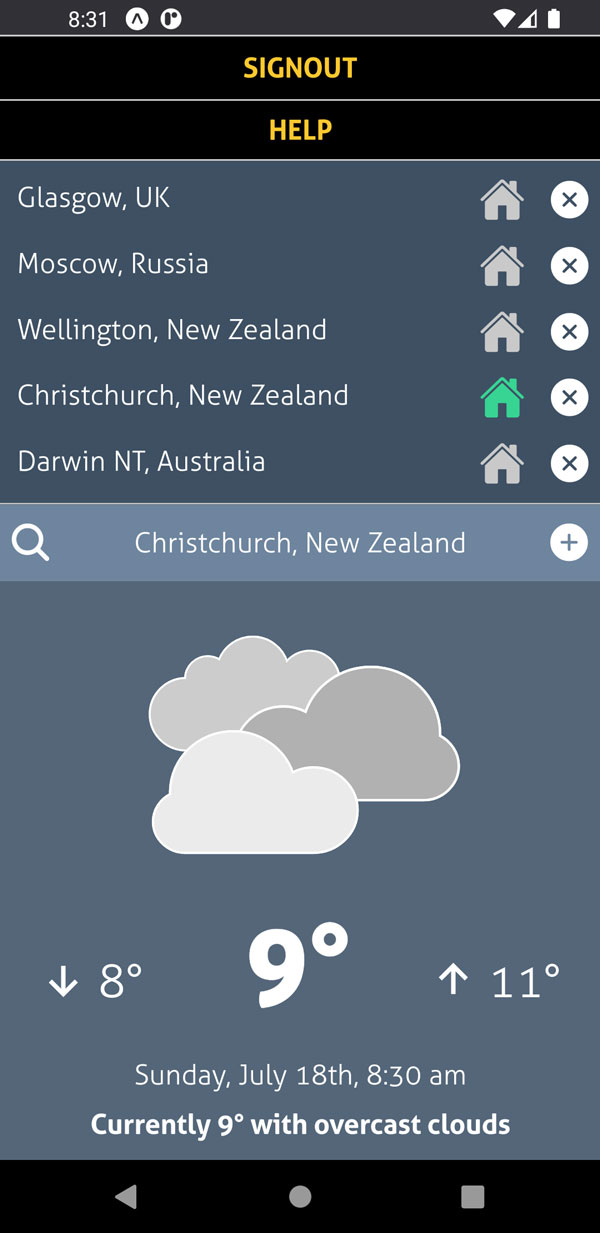 8:31
SIGNOUT
HELP
Glasgow, UK
Moscow, Russia
Wellington, New Zealand
Christchurch, New Zealand
Darwin NT, Australia
Christchurch, New Zealand
8° 9° 11°
Sunday, July 18th, 8:30 am
Currently 9° with overcast clouds